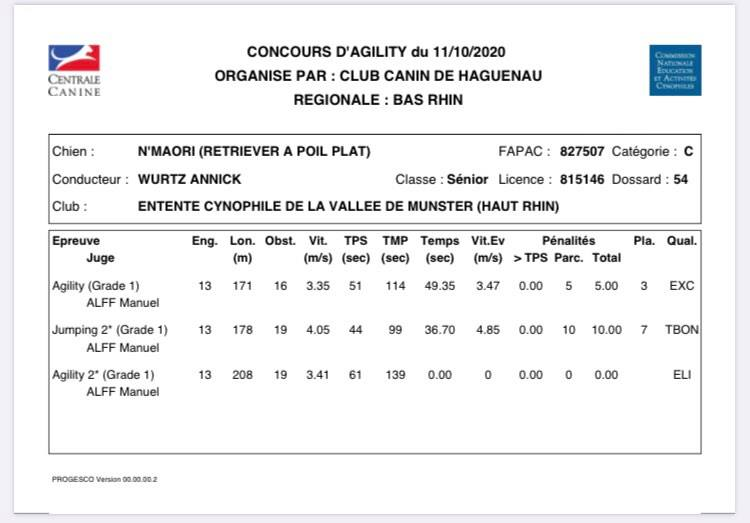 CENTRALE
CANINE
CONCOURS D'AGILITY du 11/10/2020
ORGANISE PAR : CLUB CANIN DE HAGUENAU
REGIONALE : BAS RHIN
COMMISSION
NATIONALE
EDUCATION
ET ACTIVITÉS
CYNOPHILES
Chien : N'MAORI (RETRIEVER A POIL PLAT) FAPAC : 827507 Catégorie : C
Conducteur : WURTZ ANNICK Classe : Sénior Licence : 815146 Dossard : 54
Club : ENTENTE CYNOPHILE DE LA VALLEE DE MUNSTER (HAUT RHIN)
Epreuve Eng. Lon. Obst. Vit. TPS TMP Temps Vit.Ev Pénalités Pla. Qual.
Juge (m) (m/s) (sec) (sec) (sec) (m/s) > TPS Parc. Total
Agility (Grade 1) 13 171 16 3.35 51 114 49.35 3.47 0.00 5 5.00 3 EXC
ALFF Manuel
Jumping 2* (Grade 1) 13 178 19 4.05 44 99 36.70 4.85 0.00 10 10.00 7 TBON
ALFF Manuel
Agility 2* (Grade 1) 13 208 19 3.41 61 139 0.00 0 0.00 0 0.00 ELI
ALFF Manuel
PROGESCO Version 00.00.00.2